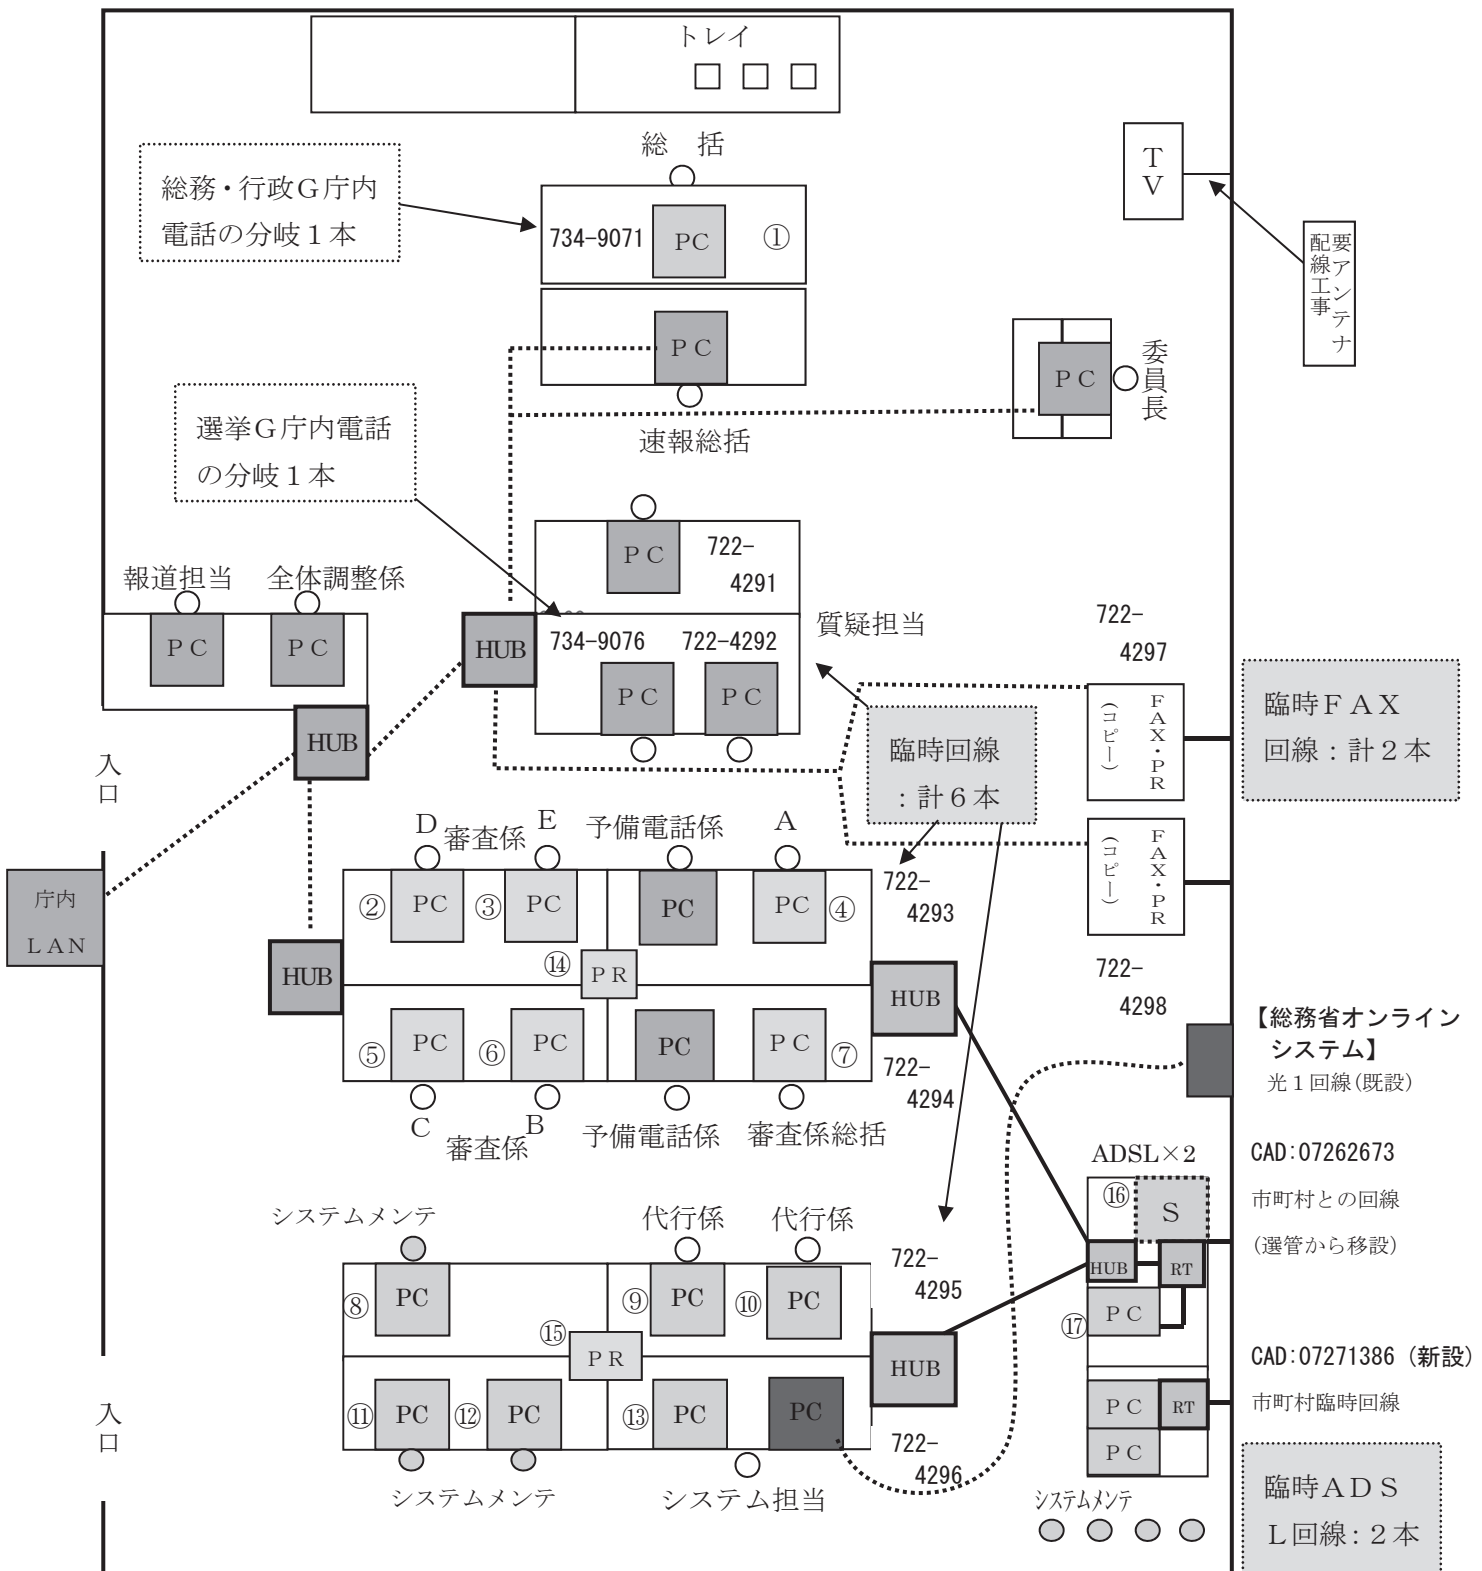 トレイ
総 括
総務・行政G庁内
電話の分岐1本
734-9071
PC
①
TV
要アンテナ
配線工事
PC
速報総括
PC
委員長
選挙G庁内電話
の分岐1本
PC
722-
4291
報道担当
全体調整係
PC
PC
HUB
734-9076
722-4292
質疑担当
PC
PC
722-
4297
FAX・PR
(コピー)
臨時FAX
回線:計2本
HUB
入口
臨時回線
:計6本
D
審査係
E
予備電話係
A
FAX・PR
(コピー)
庁内
LAN
②
PC
③
PC
PC
PC
④
722-
4293
HUB
⑭
PR
HUB
722-
4298
⑤
PC
⑥
PC
PC
PC
⑦
722-
4294
C
審査係
B
予備電話係
審査係総括
【総務省オンライン
システム】
光1回線(既設)
ADSL×2
CAD:07262673
市町村との回線
(選管から移設)
⑯
S
HUB
RT
⑰
PC
システムメンテ
代行係
代行係
722-
4295
⑧
PC
⑨
PC
⑩
PC
⑮
PR
HUB
CAD:07271386(新設)
市町村臨時回線
PC
RT
PC
入口
⑪
PC
⑫
PC
⑬
PC
PC
722-
4296
システムメンテ
システム担当
システムメンテ
臨時ADS
L回線:2本